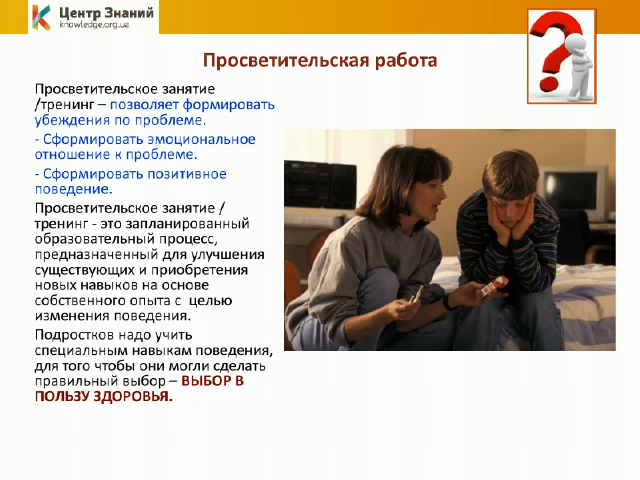 Центр Знаний
knowledge.org.ua
Просветительская работа
Просветительское занятие
/тренинг – позволяет формировать
убеждения по проблеме.
- Сформировать эмоциональное
отношение к проблеме.
- Сформировать позитивное
поведение.
Просветительское занятие /
тренинг - это запланированный
образовательный процесс,
предназначенный для улучшения
существующих и приобретения
новых навыков на основе
собственного опыта с  целью
изменения поведения.
Подростков надо учить
специальным навыкам поведения,
для того чтобы они могли сделать
правильный выбор – ВЫБОР В
ПОЛЬЗУ ЗДОРОВЬЯ.